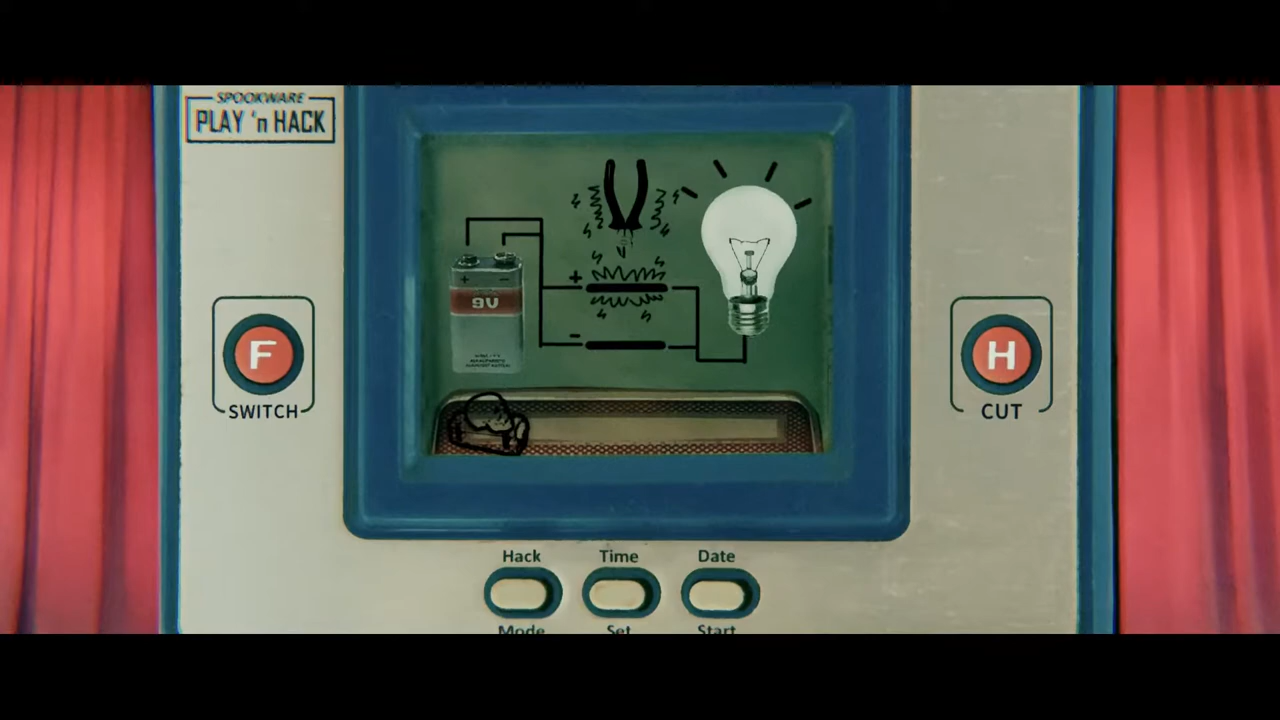 SPOOKWARE
PLAY 'n HACK
+ -
9V
+
-
F
SWITCH
H
CUT
Hack Time Date
Mode Set Start